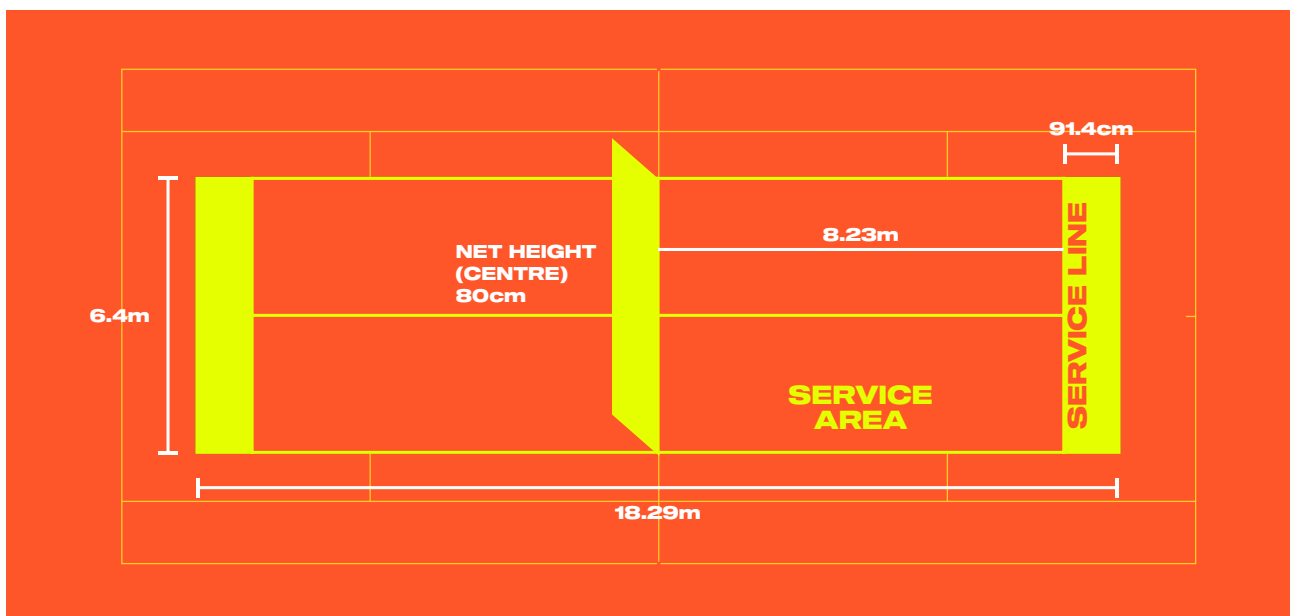 91.4cm
8.23m
NET HEIGHT
(CENTRE)
80cm
6.4m
SERVICE LINE
SERVICE
AREA
18.29m